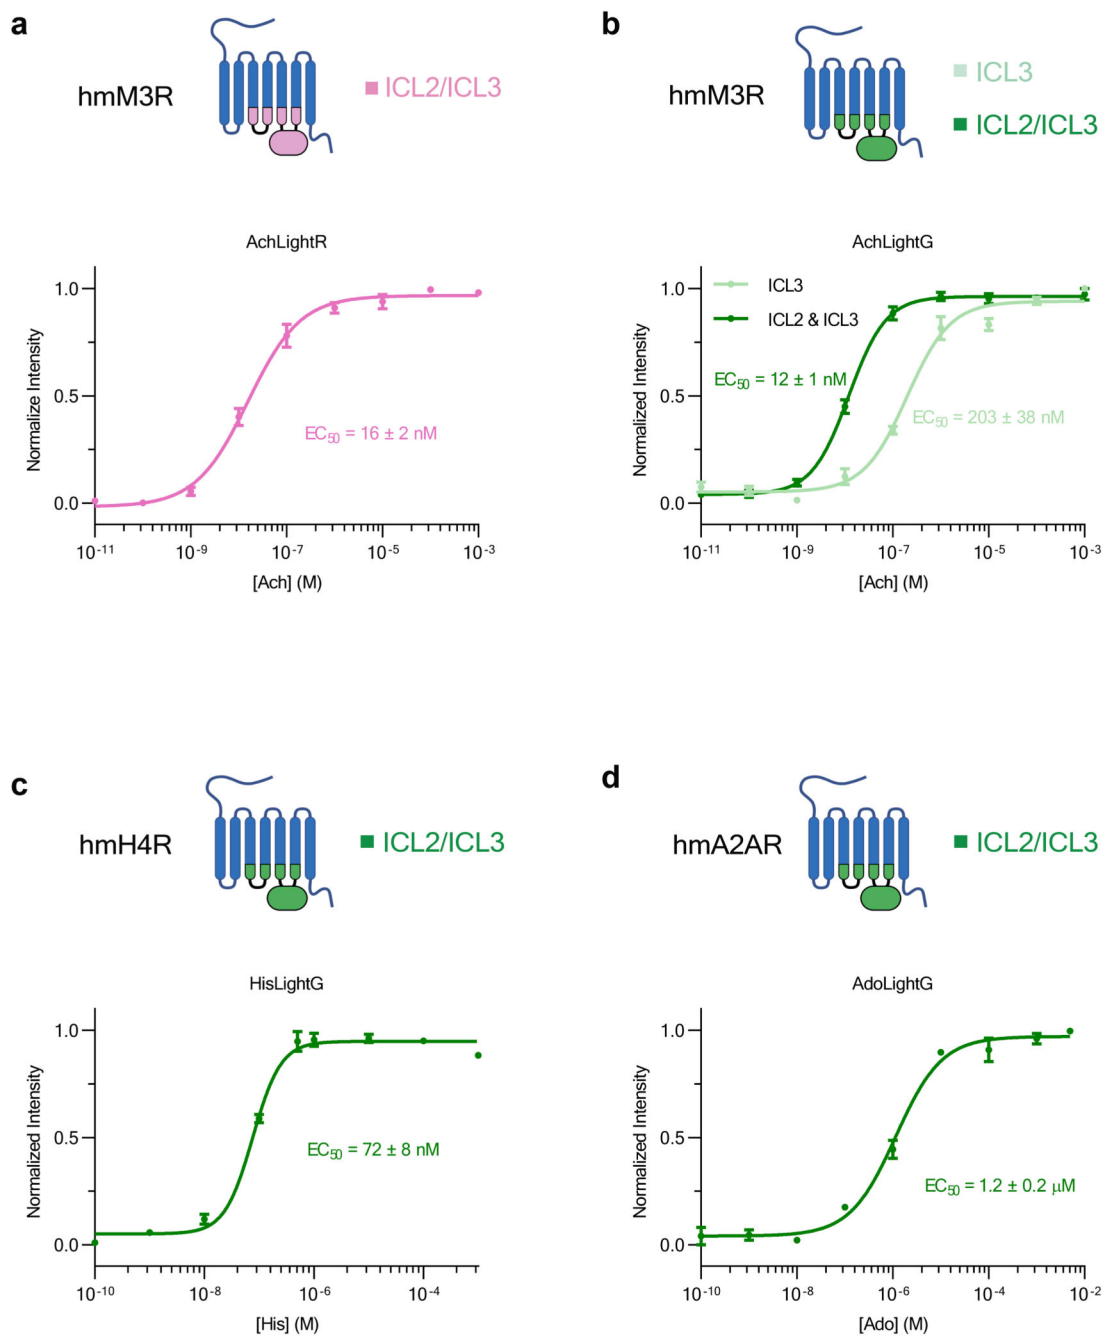 a
hmM3R
ICL2/ICL3
AchLightR
Normalize Intensity
1.0
0.5
0.0
EC50 = 16 ± 2 nM
10-11
10-9
10-7
10-5
10-3
[Ach] (M)
b
hmM3R
ICL3
ICL2/ICL3
AchLightG
Normalized Intensity
1.0
0.5
0.0
ICL3
ICL2 & ICL3
EC50 = 12 ± 1 nM
EC50 = 203 ± 38 nM
10-11
10-9
10-7
10-5
10-3
[Ach] (M)
c
hmH4R
ICL2/ICL3
HisLightG
Normalized Intensity
1.0
0.5
0.0
EC50 = 72 ± 8 nM
10-10
10-8
10-6
10-4
[His] (M)
d
hmA2AR
ICL2/ICL3
AdoLightG
Normalized Intensity
1.0
0.5
0.0
EC50 = 1.2 ± 0.2 μM
10-10
10-8
10-6
10-4
10-2
[Ado] (M)